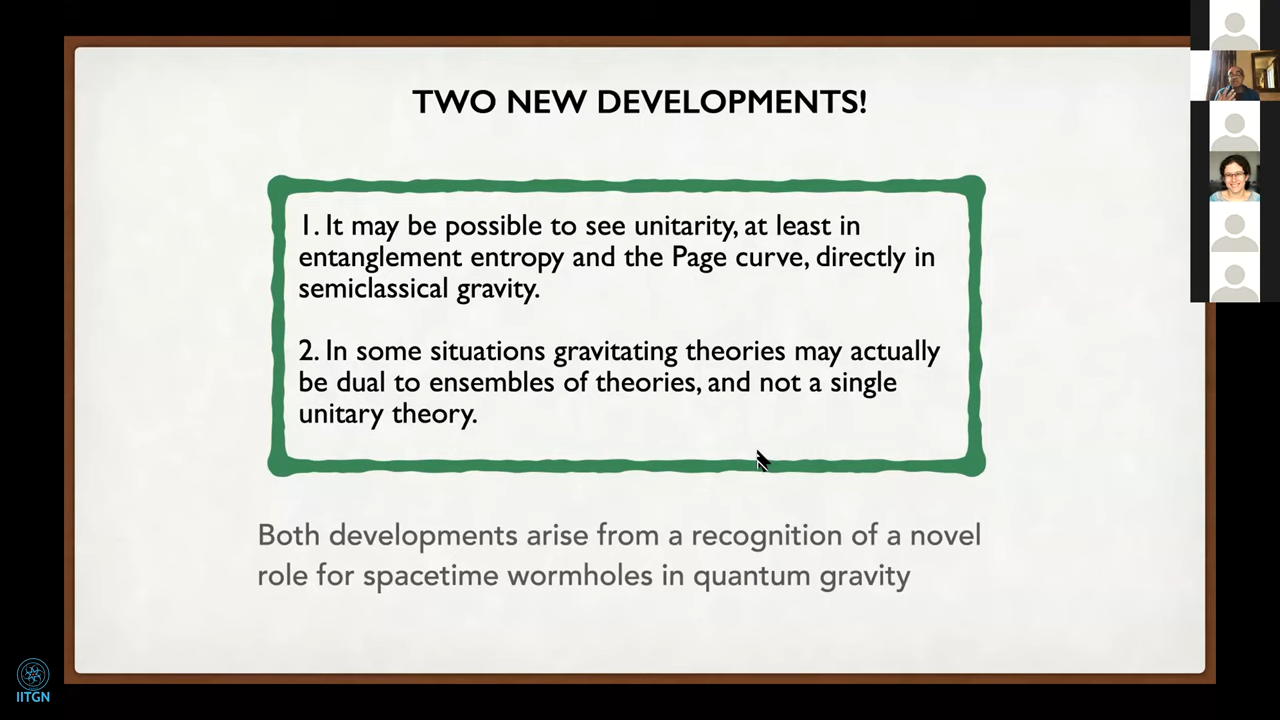 TWO NEW DEVELOPMENTS!
1. It may be possible to see unitarity, at least in
entanglement entropy and the Page curve, directly in
semiclassical gravity.
2. In some situations gravitating theories may actually
be dual to ensembles of theories, and not a single
unitary theory.
Both developments arise from a recognition of a novel
role for spacetime wormholes in quantum gravity
IITGN